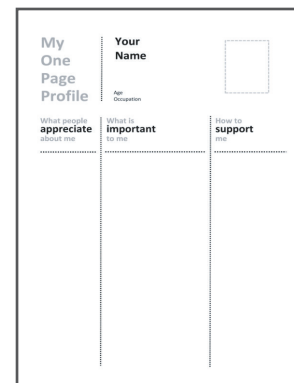 My
One
Page
Profile
Your
Name
Age
Occupation
What people
appreciate
about me
What is
important
to me
How to
support
me